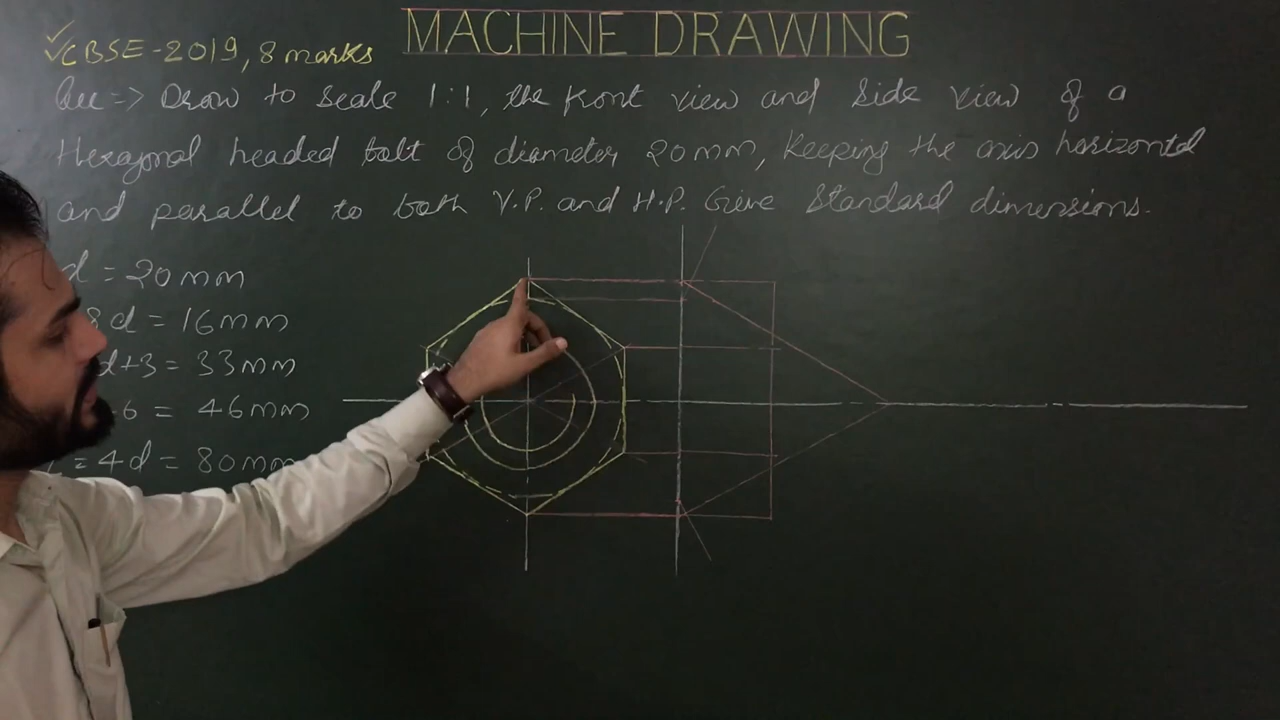 MACHINE DRAWING
CBSE-2019, 8 marks
Que => Draw to Scale 1:1, the front view and Side view of a
Hexagonal headed bolt of diameter 20mm, Keeping the axis horizontal
and parallel to both V.P. and H.P. Give Standard dimensions.
d = 20mm
8d = 16mm
d+3 = 33mm
6 = 46mm
= 4d = 80mm